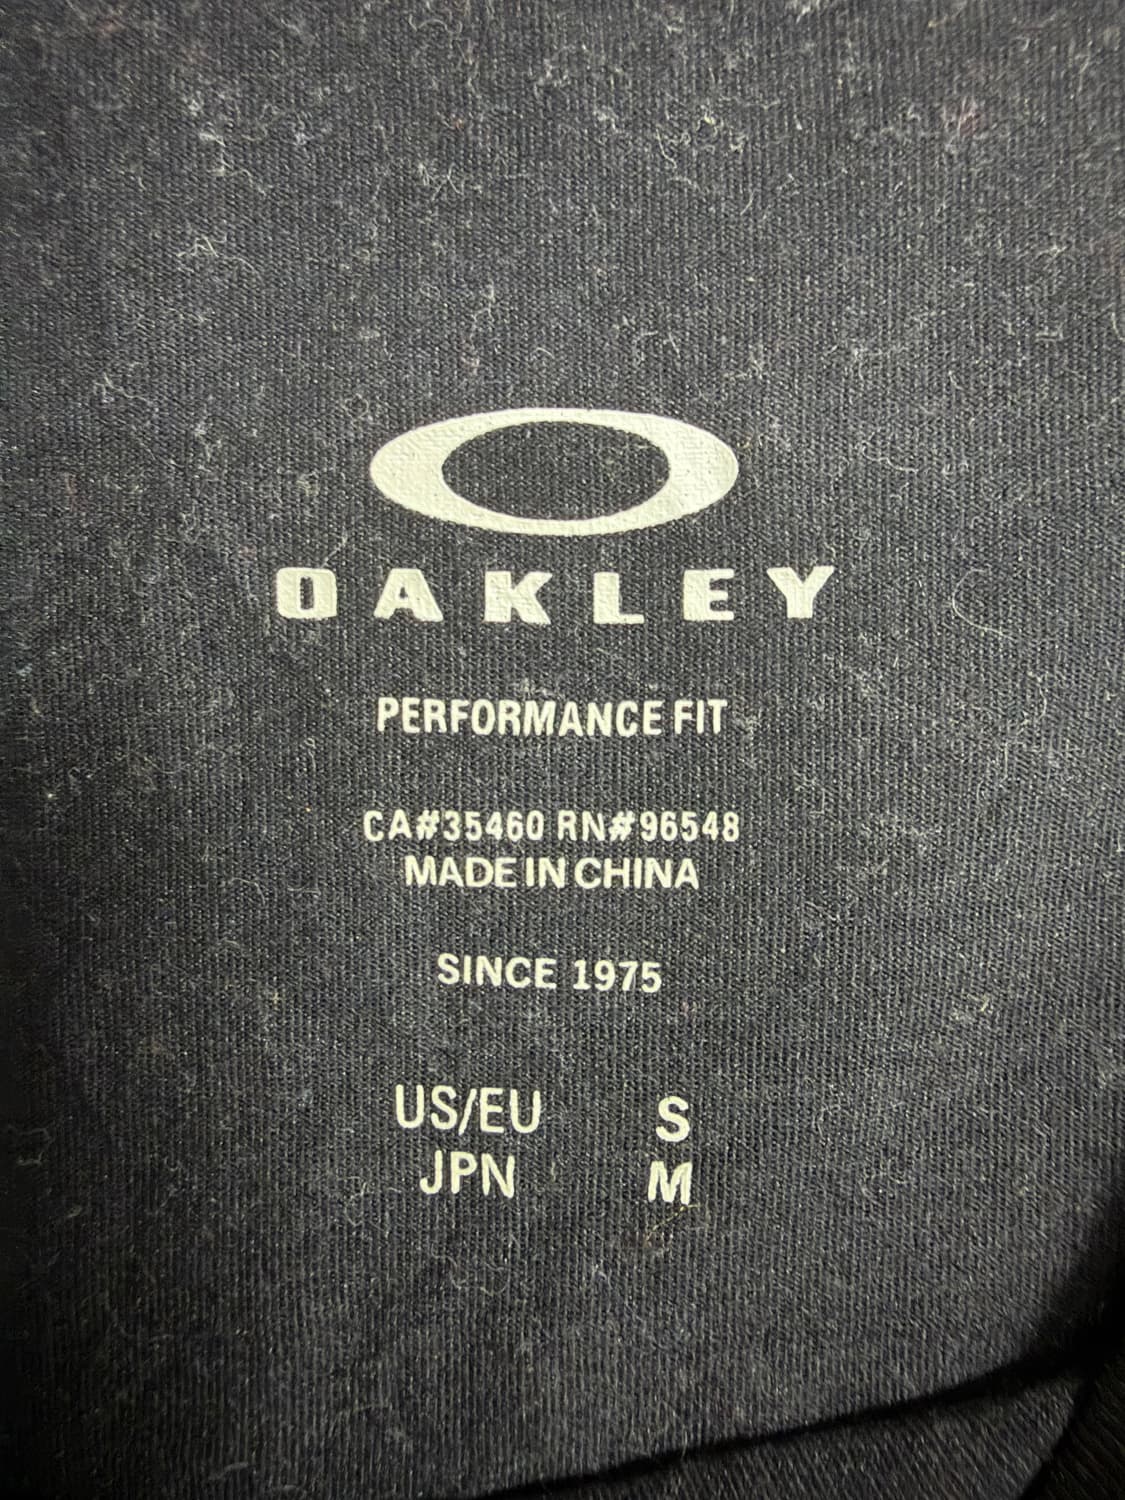 OAKLEY
PERFORMANCE FIT
CA#35460 RN#96548
MADE IN CHINA
SINCE 1975
US/EU S
JPN M